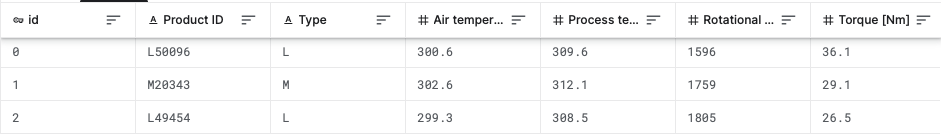 id Product ID Type Air temper... Process te... Rotational ... Torque [Nm]
0 L50096 L 300.6 309.6 1596 36.1
1 M20343 M 302.6 312.1 1759 29.1
2 L49454 L 299.3 308.5 1805 26.5